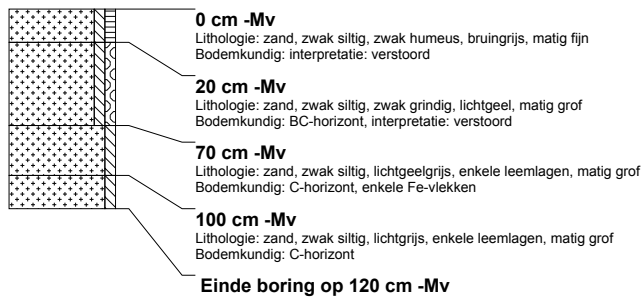 0 cm -Mv
Lithologie: zand, zwak siltig, zwak humeus, bruingrijs, matig fijn
Bodemkundig: interpretatie: verstoord
20 cm -Mv
Lithologie: zand, zwak siltig, zwak grindig, lichtgeel, matig grof
Bodemkundig: BC-horizont, interpretatie: verstoord
70 cm -Mv
Lithologie: zand, zwak siltig, lichtgeelgrijs, enkele leemlagen, matig grof
Bodemkundig: C-horizont, enkele Fe-vlekken
100 cm -Mv
Lithologie: zand, zwak siltig, lichtgrijs, enkele leemlagen, matig grof
Bodemkundig: C-horizont
Einde boring op 120 cm -Mv